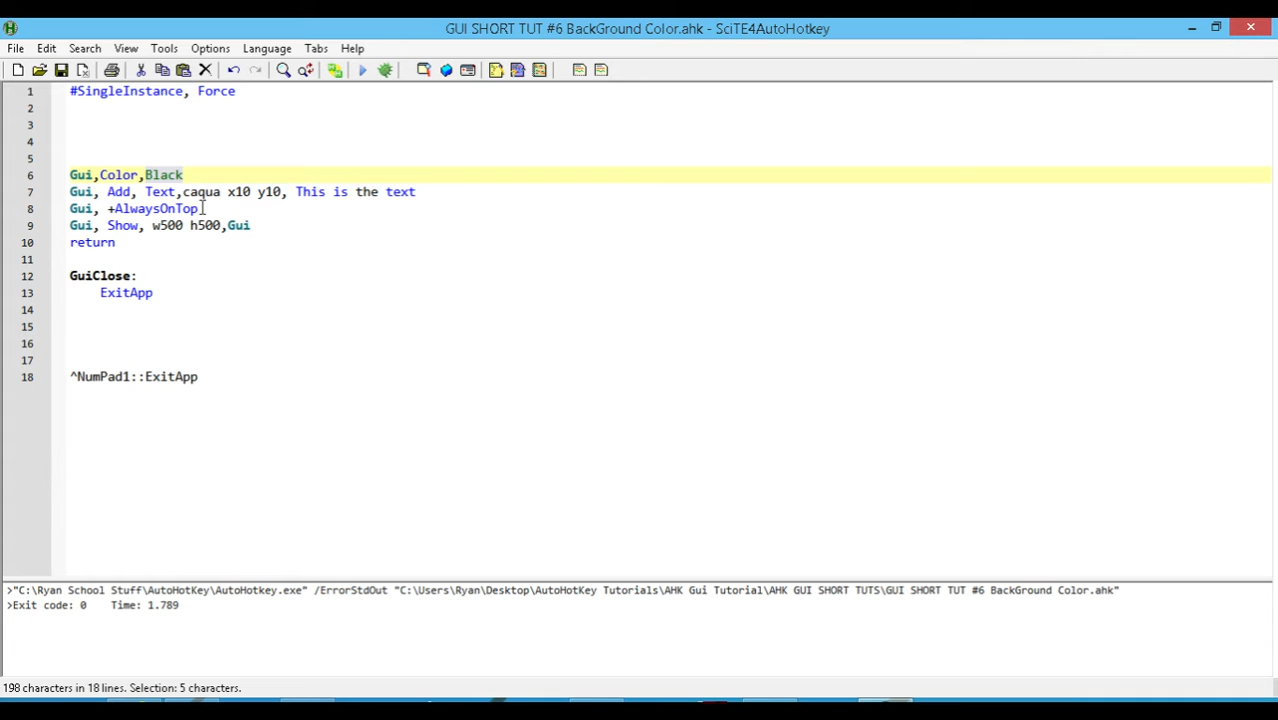 GUI SHORT TUT #6 BackGround Color.ahk - SciTE4AutoHotkey
File Edit Search View Tools Options Language Tabs Help
1 #SingleInstance, Force
2
3
4
5
6 Gui,Color,Black
7 Gui, Add, Text,caqua x10 y10, This is the text
8 Gui, +AlwaysOnTop
9 Gui, Show, w500 h500,Gui
10 return
11
12 GuiClose:
13 ExitApp
14
15
16
17
18 ^NumPad1::ExitApp
>"C:\Ryan School Stuff\AutoHotKey\AutoHotkey.exe" /ErrorStdOut "C:\Users\Ryan\Desktop\AutoHotKey Tutorials\AHK Gui Tutorial\AHK GUI SHORT TUTS\GUI SHORT TUT #6 BackGround Color.ahk"
>Exit code: 0 Time: 1.789
198 characters in 18 lines. Selection: 5 characters.